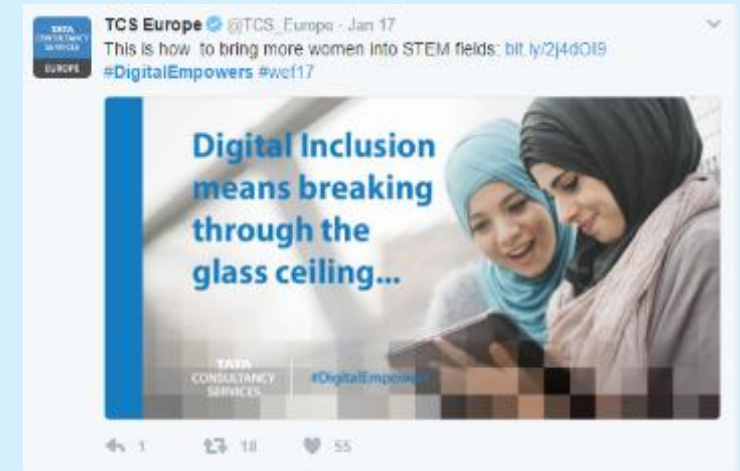 TCS Europe @TCS_Europe · Jan 17
This is how to bring more women into STEM fields: bit.ly/2j4dOI9
#DigitalEmpowers #wef17
TATA
CONSULTANCY
SERVICES
EUROPE
Digital Inclusion
means breaking
through the
glass ceiling...
TATA
CONSULTANCY
SERVICES
#DigitalEmpowers
1 18 55